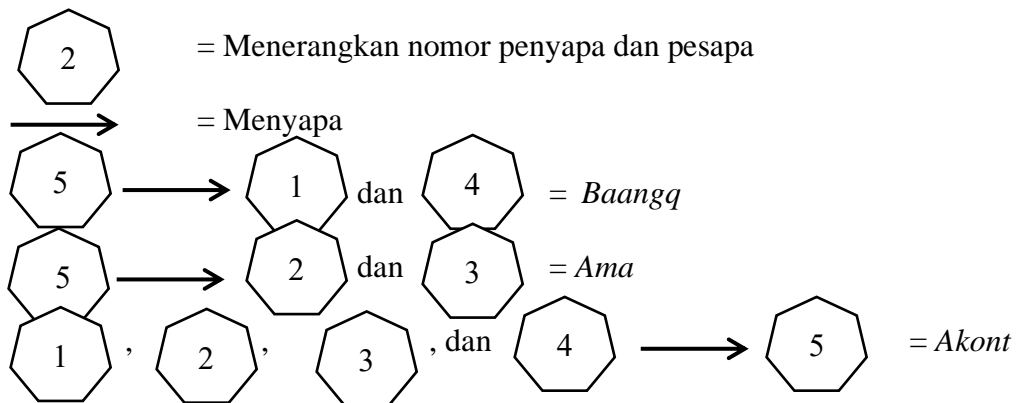 2 = Menerangkan nomor penyapa dan pesapa
= Menyapa
5 1 dan 4 = Baangq
5 2 dan 3 = Ama
1 , 2 , 3 , dan 4 5 = Akont